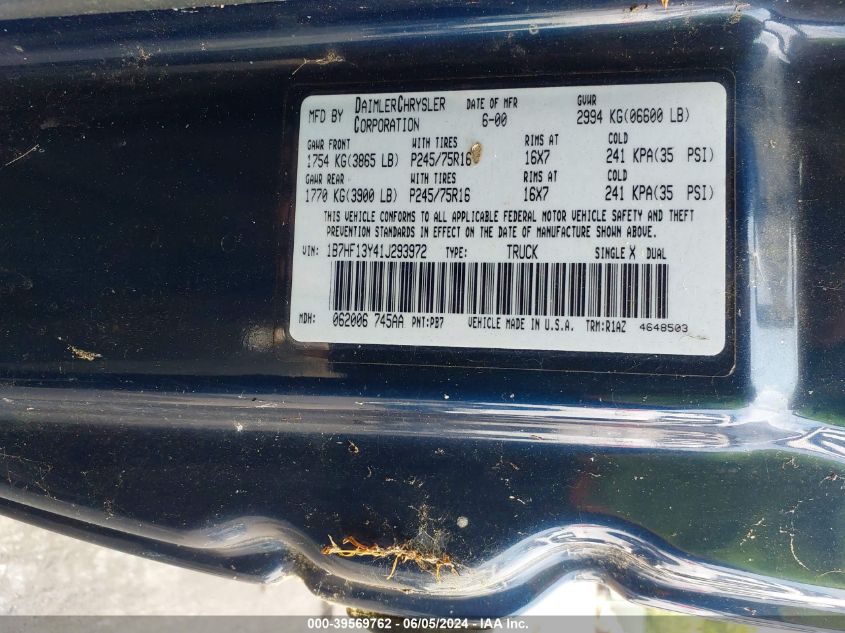 MFD BY DAIMLERCHRYSLER CORPORATION DATE OF MFR 6-00 GVWR 2994 KG(06600 LB)
GAWR FRONT WITH TIRES RIMS AT COLD
1754 KG(3865 LB) P245/75R16 16X7 241 KPA(35 PSI)
GAWR REAR WITH TIRES RIMS AT COLD
1770 KG(3900 LB) P245/75R16 16X7 241 KPA(35 PSI)
THIS VEHICLE CONFORMS TO ALL APPLICABLE FEDERAL MOTOR VEHICLE SAFETY AND THEFT
PREVENTION STANDARDS IN EFFECT ON THE DATE OF MANUFACTURE SHOWN ABOVE.
VIN: 1B7HF13Y41J293972 TYPE: TRUCK SINGLE X DUAL
MDH: 062006 745AA PNT:PB7 VEHICLE MADE IN U.S.A. TRM:R1AZ 4648503
000-39569762 - 06/05/2024 - IAA Inc.